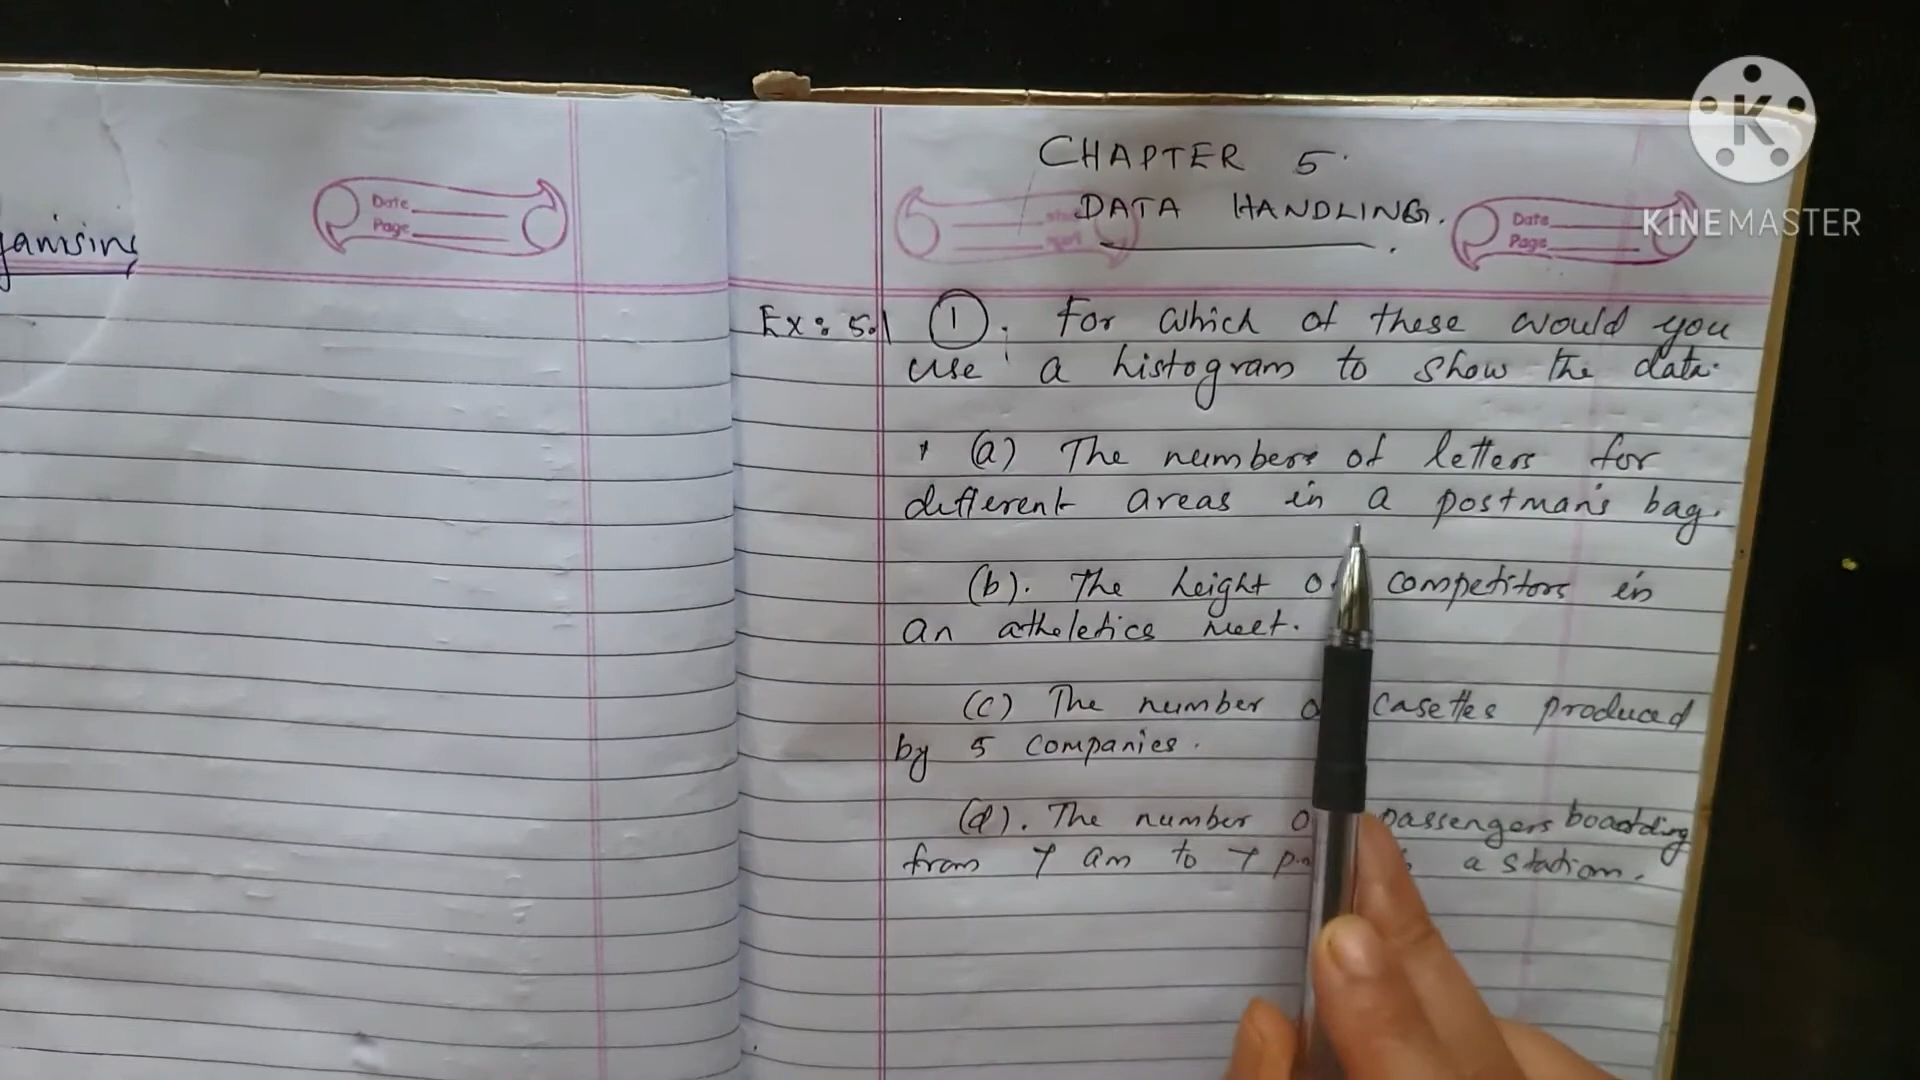 CHAPTER 5.
DATA HANDLING.
Date
Page
Date
Page
K
KINEMASTER
Ex: 5.1 1. For which of these would you
use a histogram to show the data.
(a) The numbers of letters for
different areas in a postman's bag.
(b). The height of competitors in
an atheletics meet.
(c) The number o casettes produced
by 5 companies.
(d). The number o passengers
from 7 am to 7 a station.